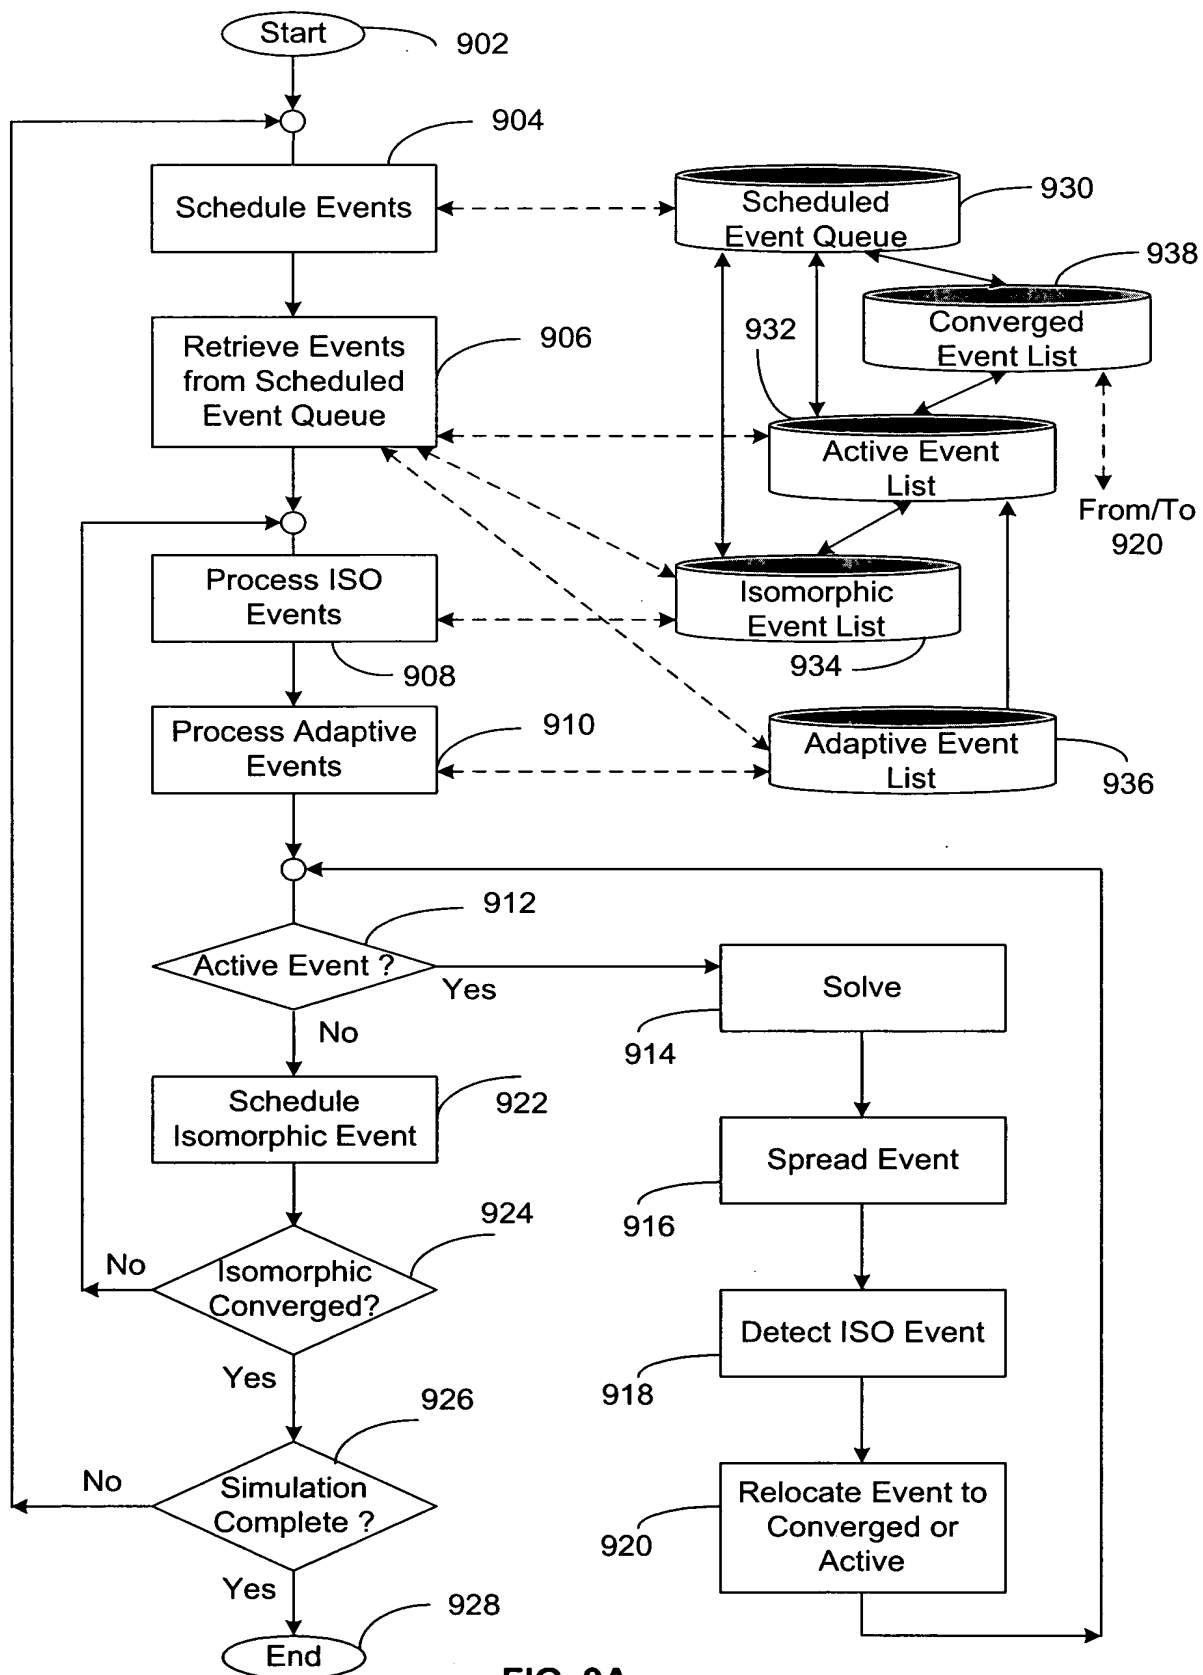 Start
902
904
Schedule Events
Scheduled
Event Queue
930
938
Converged
Event List
Retrieve Events
from Scheduled
Event Queue
906
932
Active Event
List
From/To
920
Process ISO
Events
908
Isomorphic
Event List
934
Process Adaptive
Events
910
Adaptive Event
List
936
912
Active Event ?
Yes
No
Solve
914
Schedule
Isomorphic Event
922
Spread Event
916
924
Isomorphic
Converged?
No
Yes
Detect ISO Event
918
926
Simulation
Complete ?
No
Yes
Relocate Event to
Converged or
Active
920
928
End
FIG. 9A